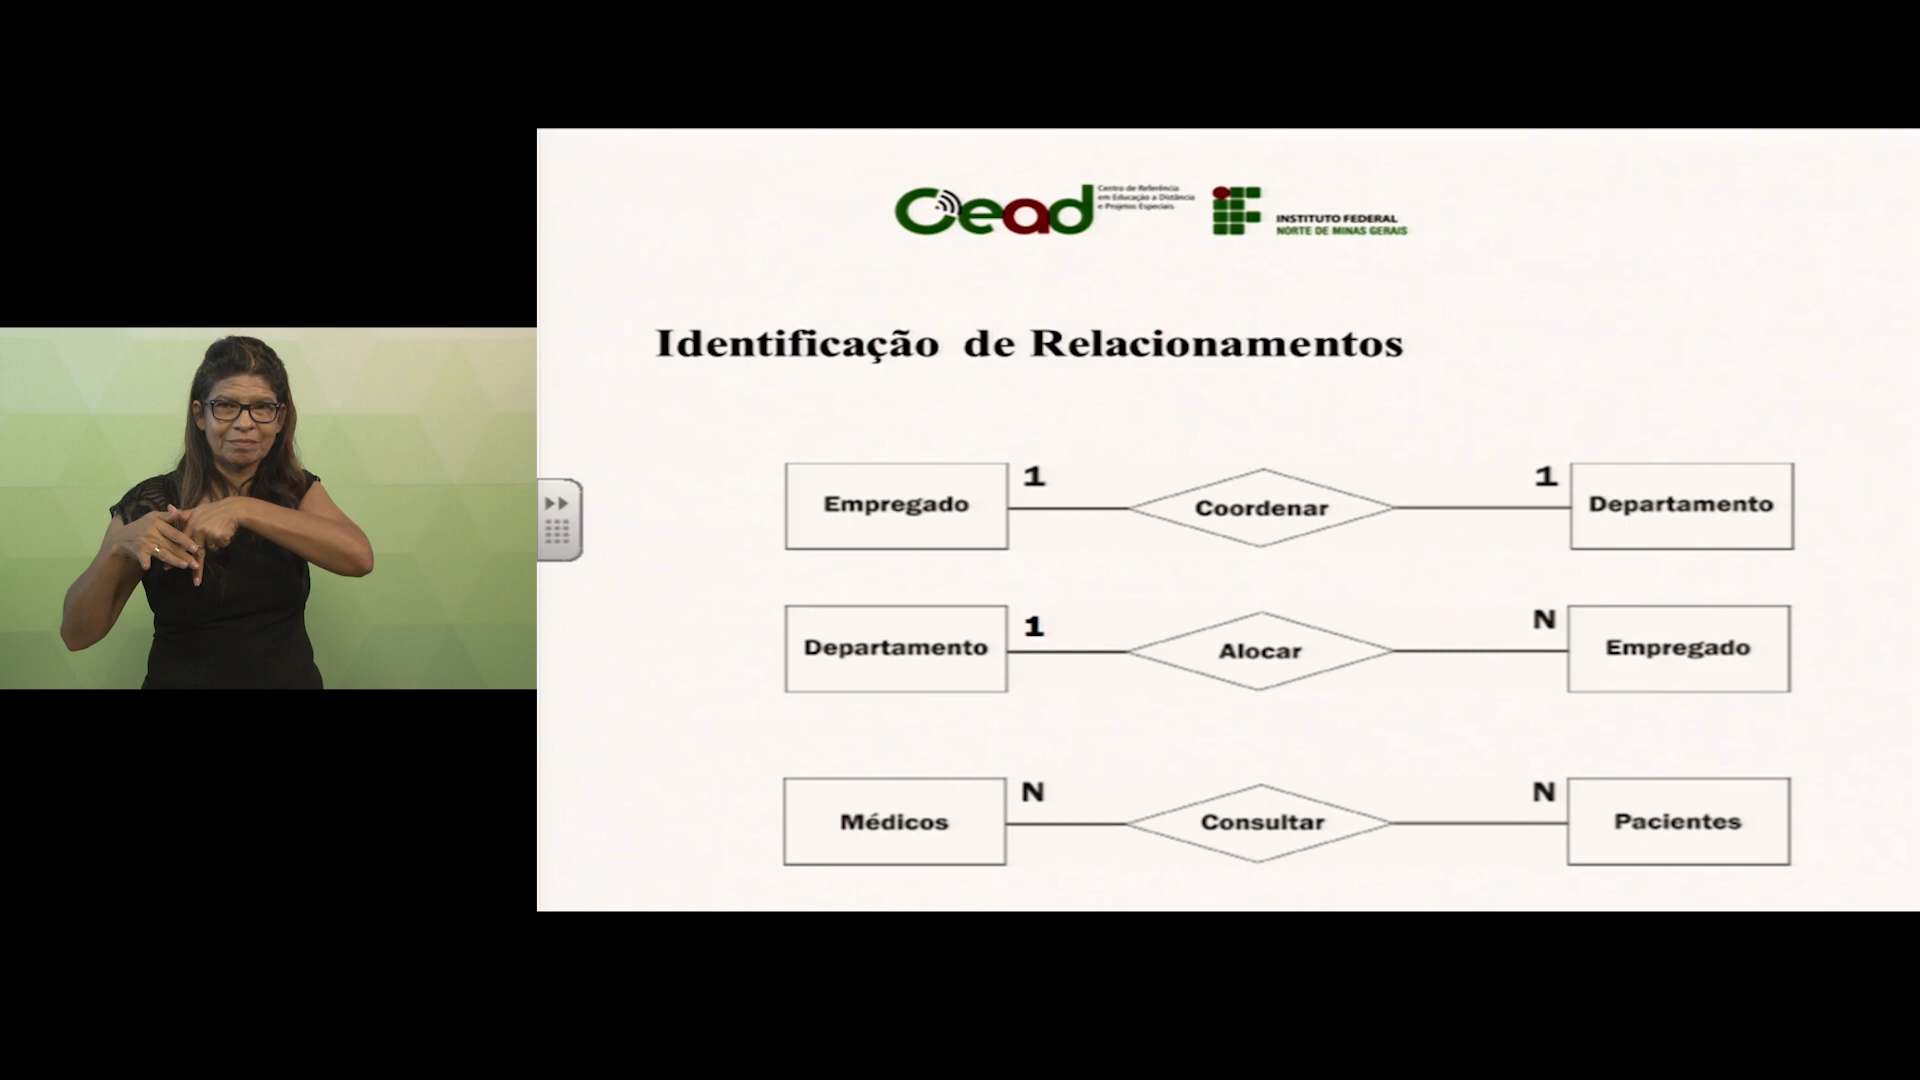 Cead
Centro de Referência
em Educação a Distância
e Projetos Especiais
INSTITUTO FEDERAL
NORTE DE MINAS GERAIS
Identificação de Relacionamentos
Empregado 1 Coordenar 1 Departamento
Departamento 1 Alocar N Empregado
Médicos N Consultar N Pacientes